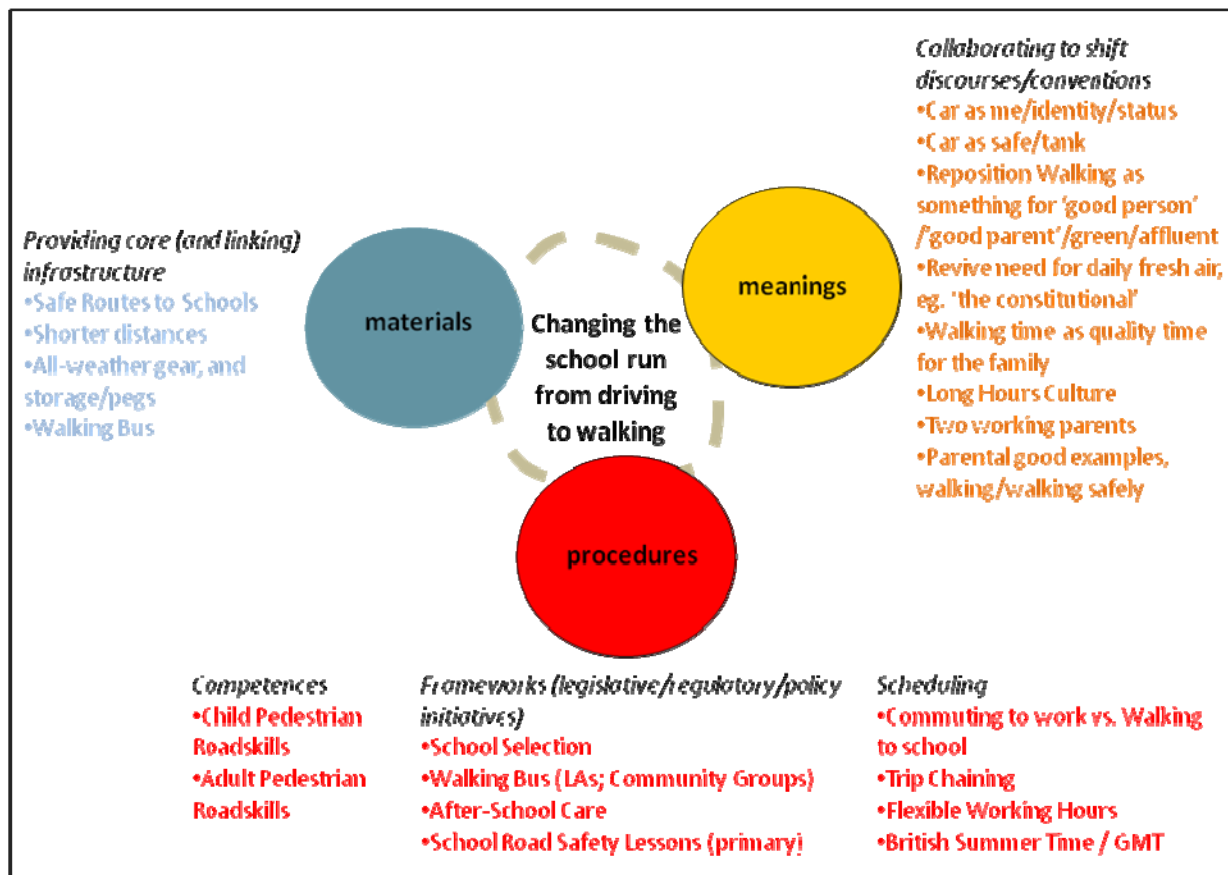 Collaborating to shift
discourses/conventions
•Car as me/identity/status
•Car as safe/tank
•Reposition Walking as
something for 'good person'
/'good parent'/green/affluent
•Revive need for daily fresh air,
eg. 'the constitutional'
•Walking time as quality time
for the family
•Long Hours Culture
•Two working parents
•Parental good examples,
walking/walking safely
Providing core (and linking)
infrastructure
•Safe Routes to Schools
•Shorter distances
•All-weather gear, and
storage/pegs
•Walking Bus
materials
meanings
Changing the
school run
from driving
to walking
procedures
Competences
•Child Pedestrian
Roadskills
•Adult Pedestrian
Roadskills
Frameworks (legislative/regulatory/policy
initiatives)
•School Selection
•Walking Bus (LAs; Community Groups)
•After-School Care
•School Road Safety Lessons (primary)
Scheduling
•Commuting to work vs. Walking
to school
•Trip Chaining
•Flexible Working Hours
•British Summer Time / GMT